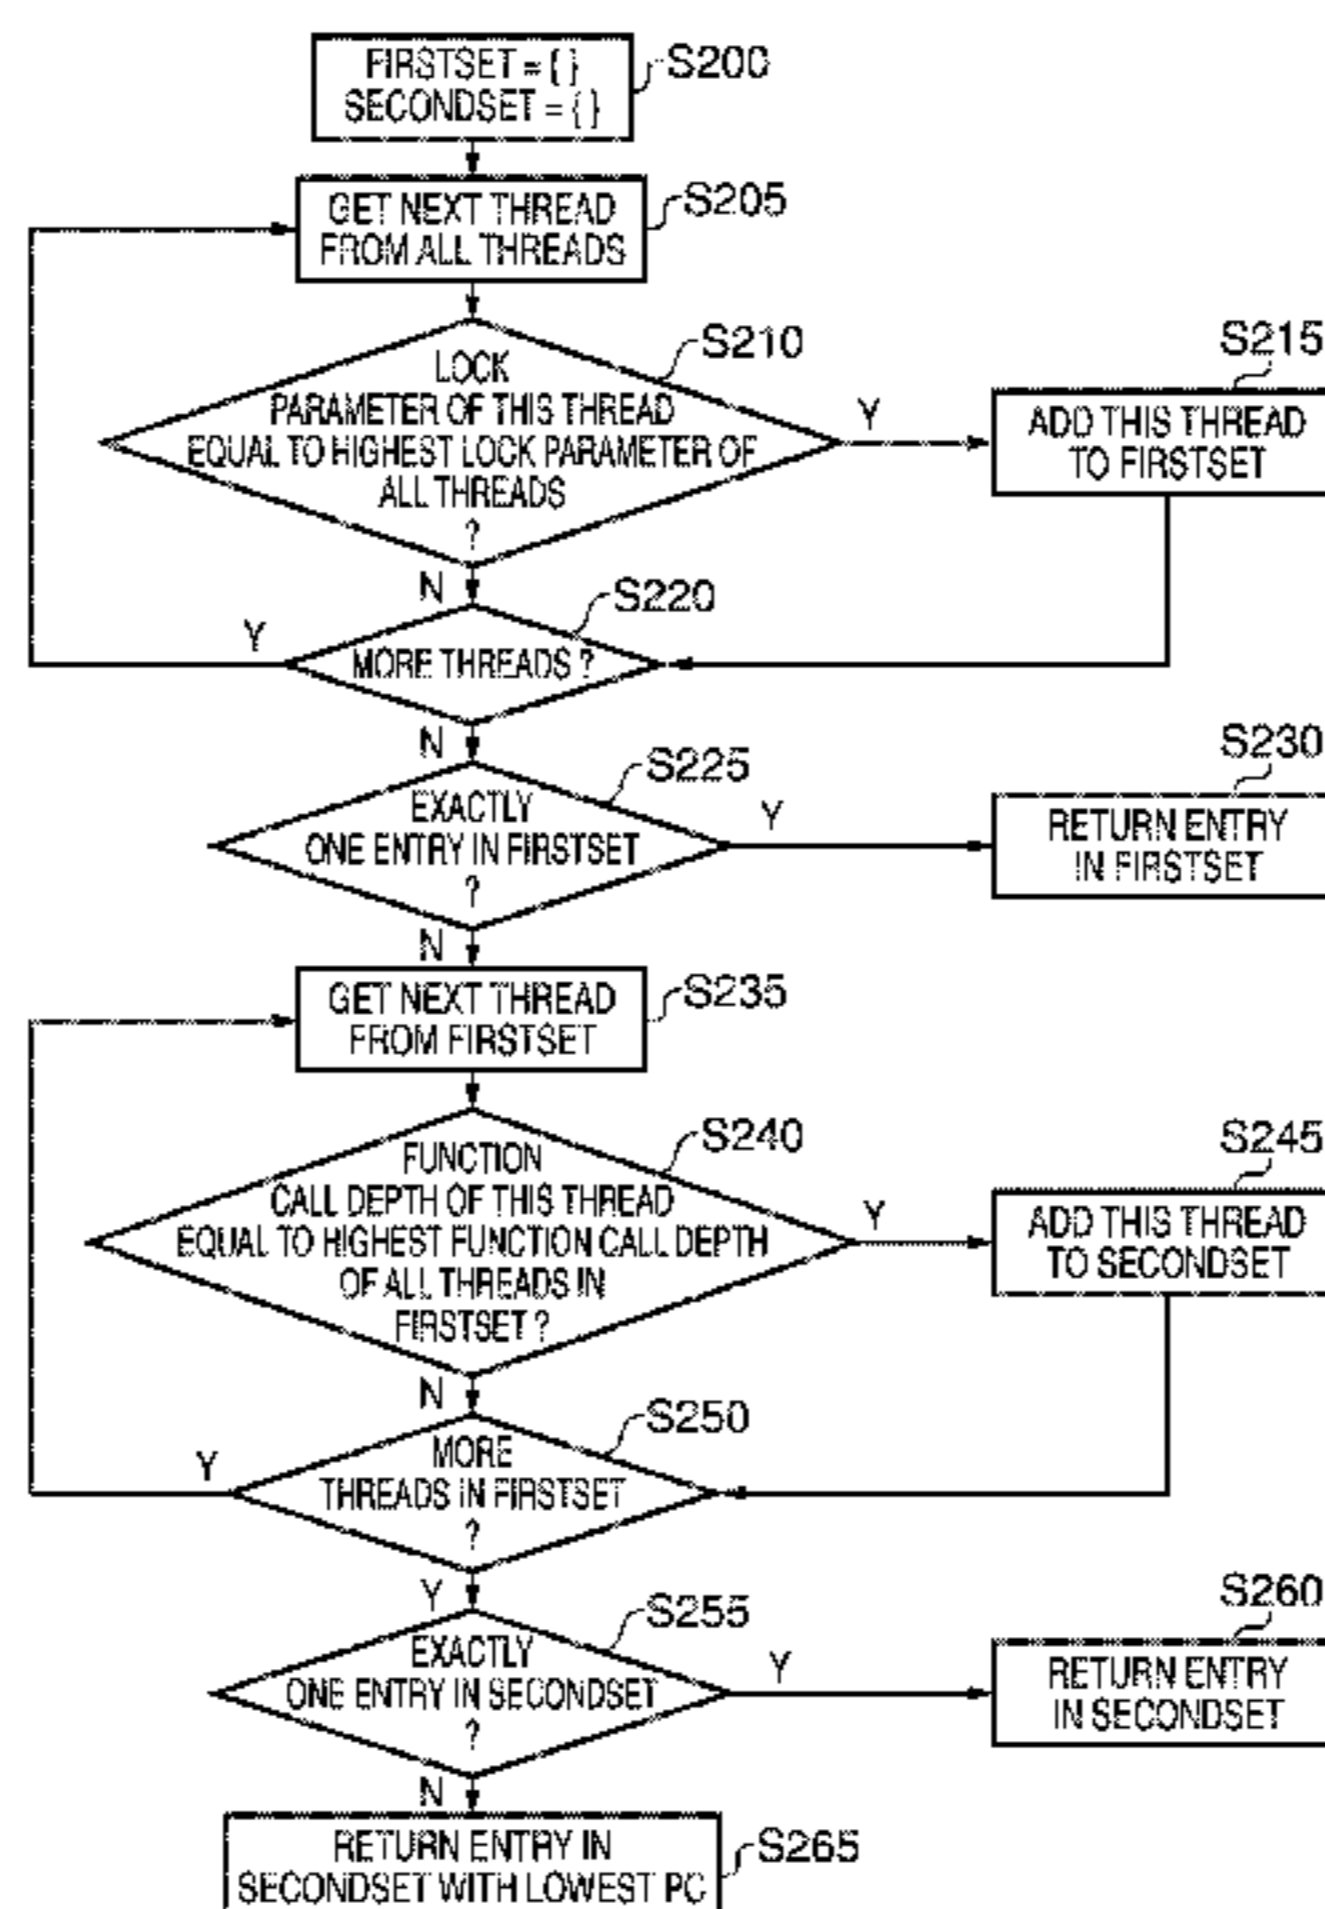 FIRSTSET = { }
SECONDSET = { }
S200
GET NEXT THREAD
FROM ALL THREADS
S205
LOCK
PARAMETER OF THIS THREAD
EQUAL TO HIGHEST LOCK PARAMETER OF
ALL THREADS
?
S210
Y
S215
ADD THIS THREAD
TO FIRSTSET
N
S220
Y
MORE THREADS ?
N
S225
EXACTLY
ONE ENTRY IN FIRSTSET
?
Y
S230
RETURN ENTRY
IN FIRSTSET
N
GET NEXT THREAD
FROM FIRSTSET
S235
FUNCTION
CALL DEPTH OF THIS THREAD
EQUAL TO HIGHEST FUNCTION CALL DEPTH
OF ALL THREADS IN
FIRSTSET ?
S240
Y
S245
ADD THIS THREAD
TO SECONDSET
N
S250
Y
MORE
THREADS IN FIRSTSET
?
Y
S255
EXACTLY
ONE ENTRY IN SECONDSET
?
Y
S260
RETURN ENTRY
IN SECONDSET
N
RETURN ENTRY IN
SECONDSET WITH LOWEST PC
S265